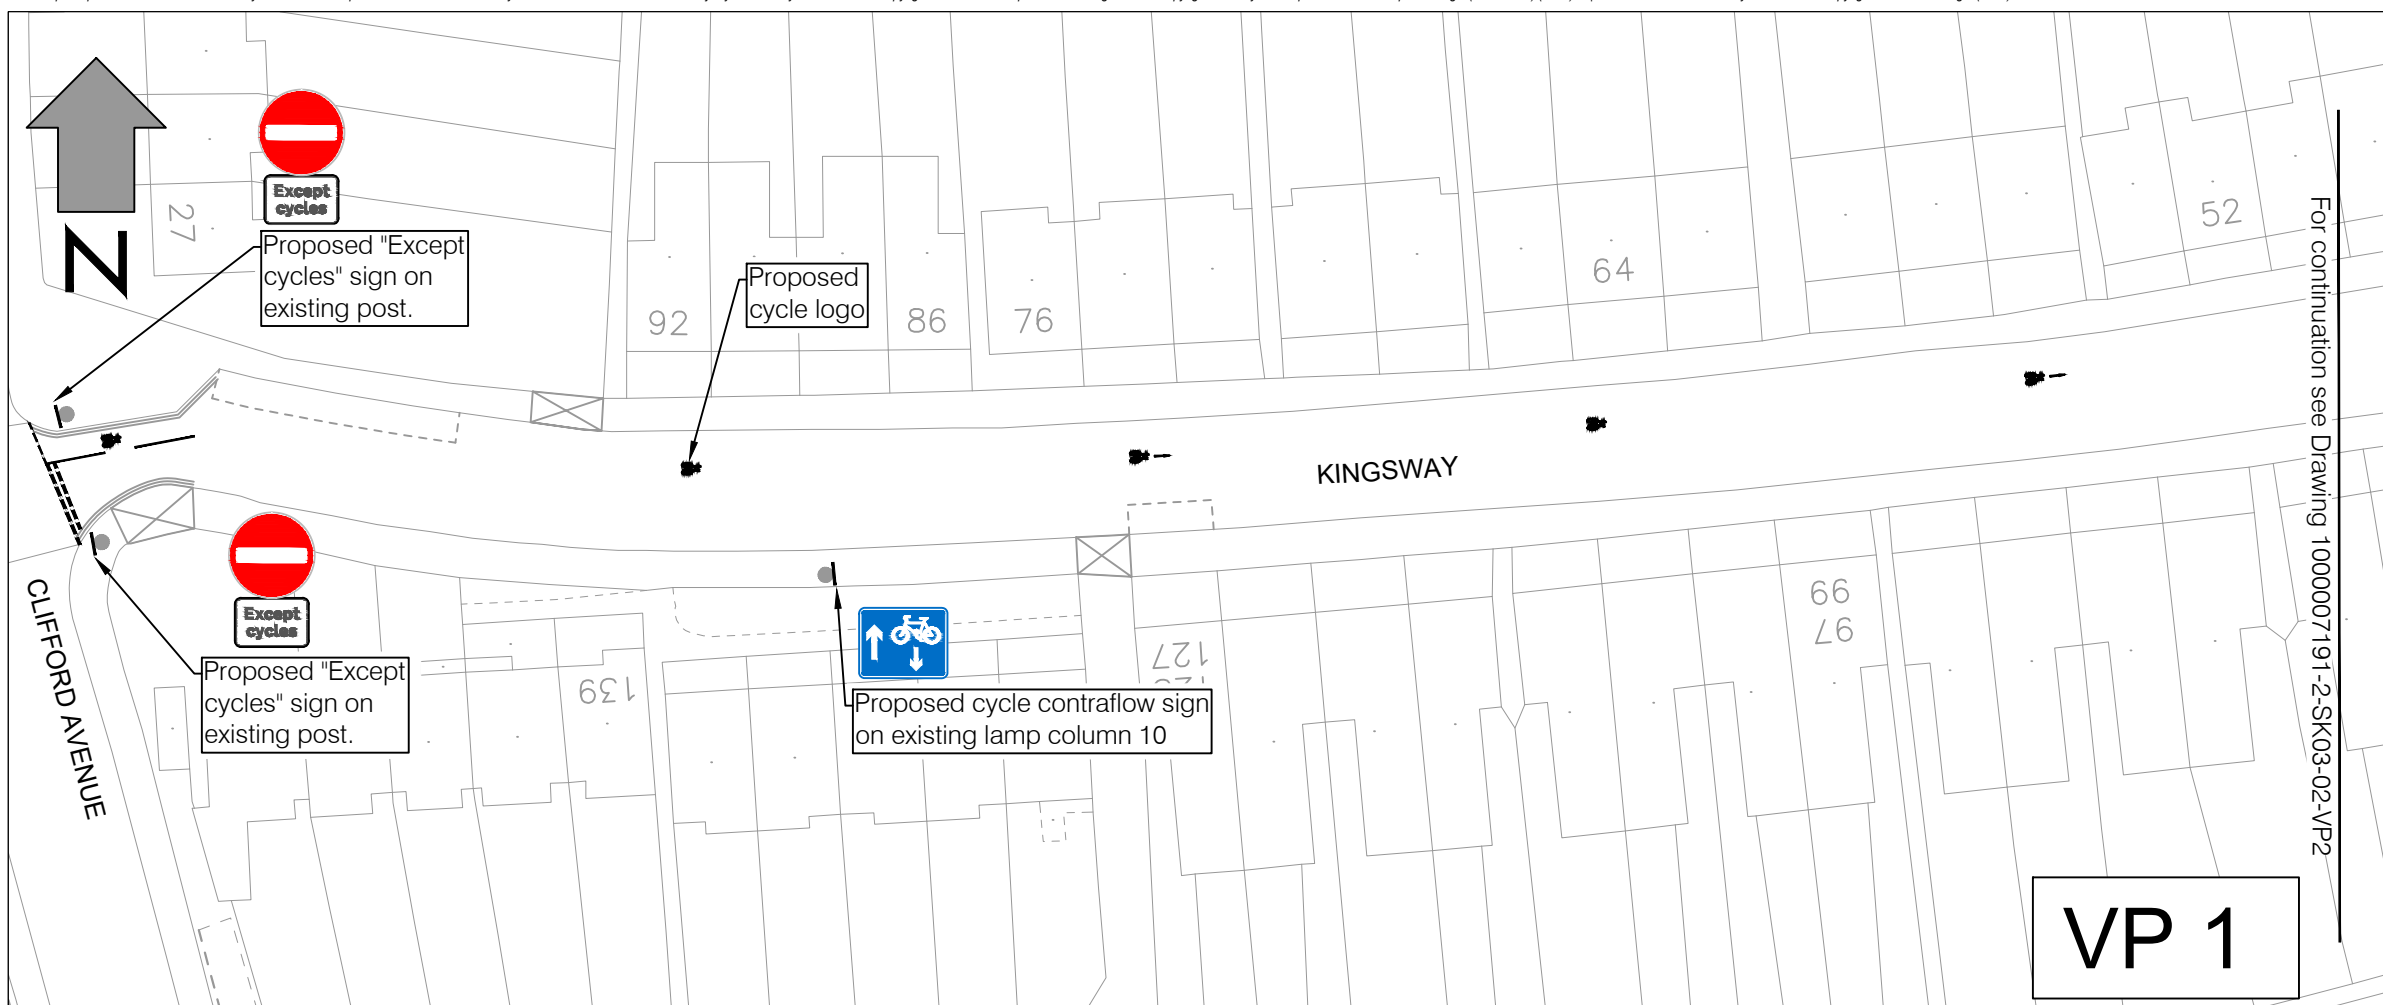 Except
cycles
27
N
Proposed "Except
cycles" sign on
existing post.
Proposed
cycle logo
92
86
76
64
52
KINGSWAY
For continuation see Drawing 1000007191-2-SK03-02-VP2
CLIFFORD AVENUE
Except
cycles
Proposed "Except
cycles" sign on
existing post.
139
Proposed cycle contraflow sign
on existing lamp column 10
127
99
97
VP 1